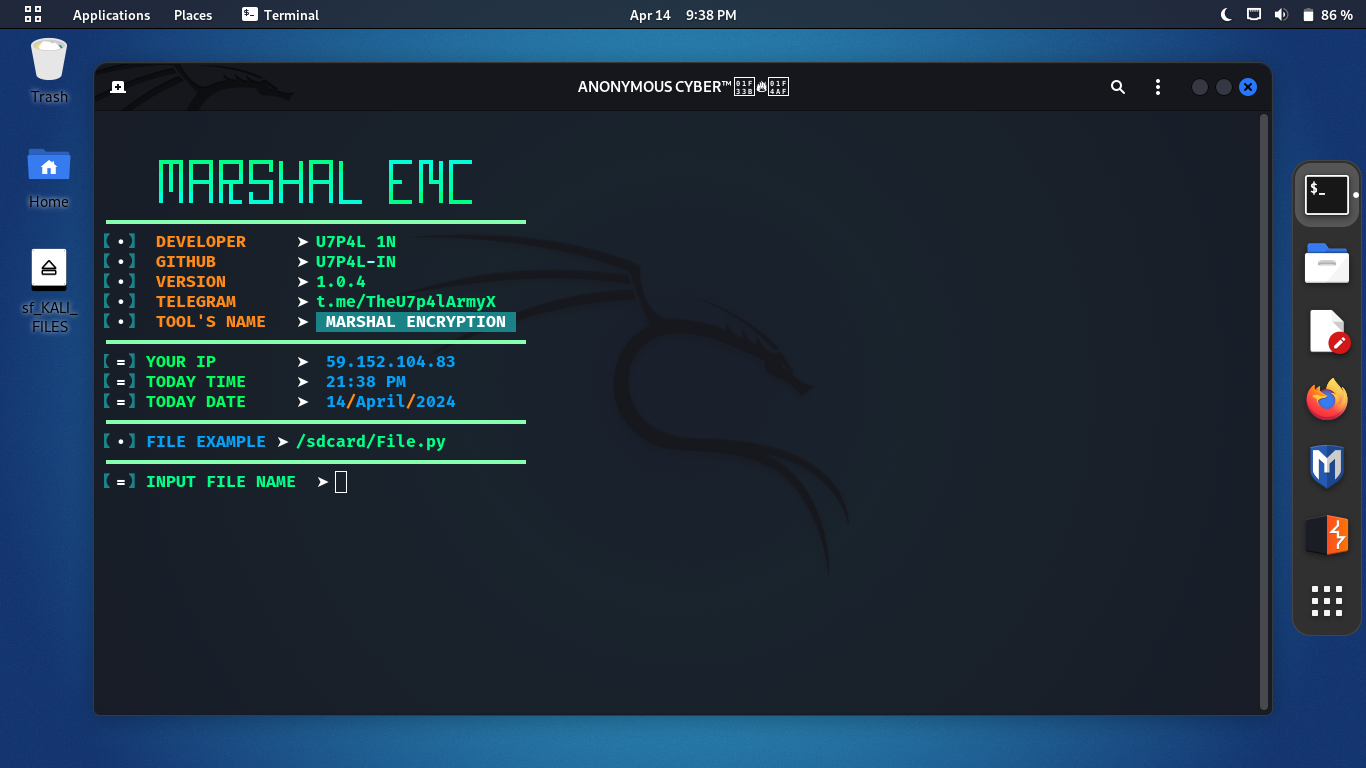 Applications Places Terminal Apr 14 9:38 PM 86 %
Trash
Home
sf_KALI_
FILES
ANONYMOUS CYBER™
MARSHAL ENC
【 • 】 DEVELOPER ➤ U7P4L 1N
【 • 】 GITHUB ➤ U7P4L-IN
【 • 】 VERSION ➤ 1.0.4
【 • 】 TELEGRAM ➤ t.me/TheU7p4lArmyX
【 • 】 TOOL'S NAME ➤ MARSHAL ENCRYPTION
【 = 】 YOUR IP ➤ 59.152.104.83
【 = 】 TODAY TIME ➤ 21:38 PM
【 = 】 TODAY DATE ➤ 14/April/2024
【 • 】 FILE EXAMPLE ➤ /sdcard/File.py
【 = 】 INPUT FILE NAME ➤